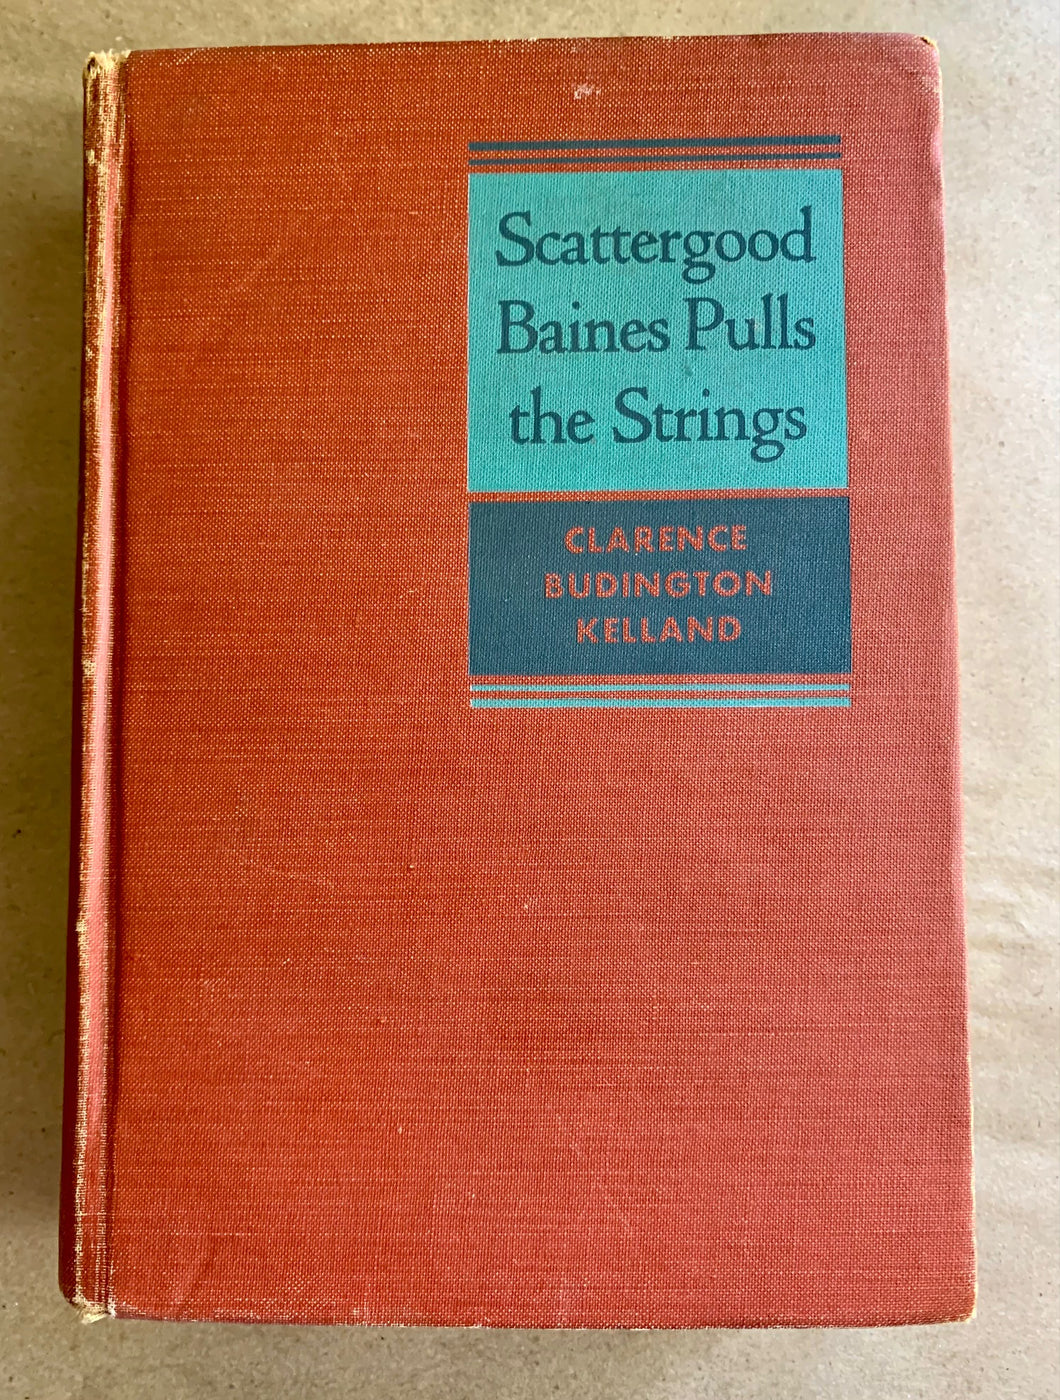 Scattergood
Baines Pulls
the Strings
CLARENCE
BUDINGTON
KELLAND